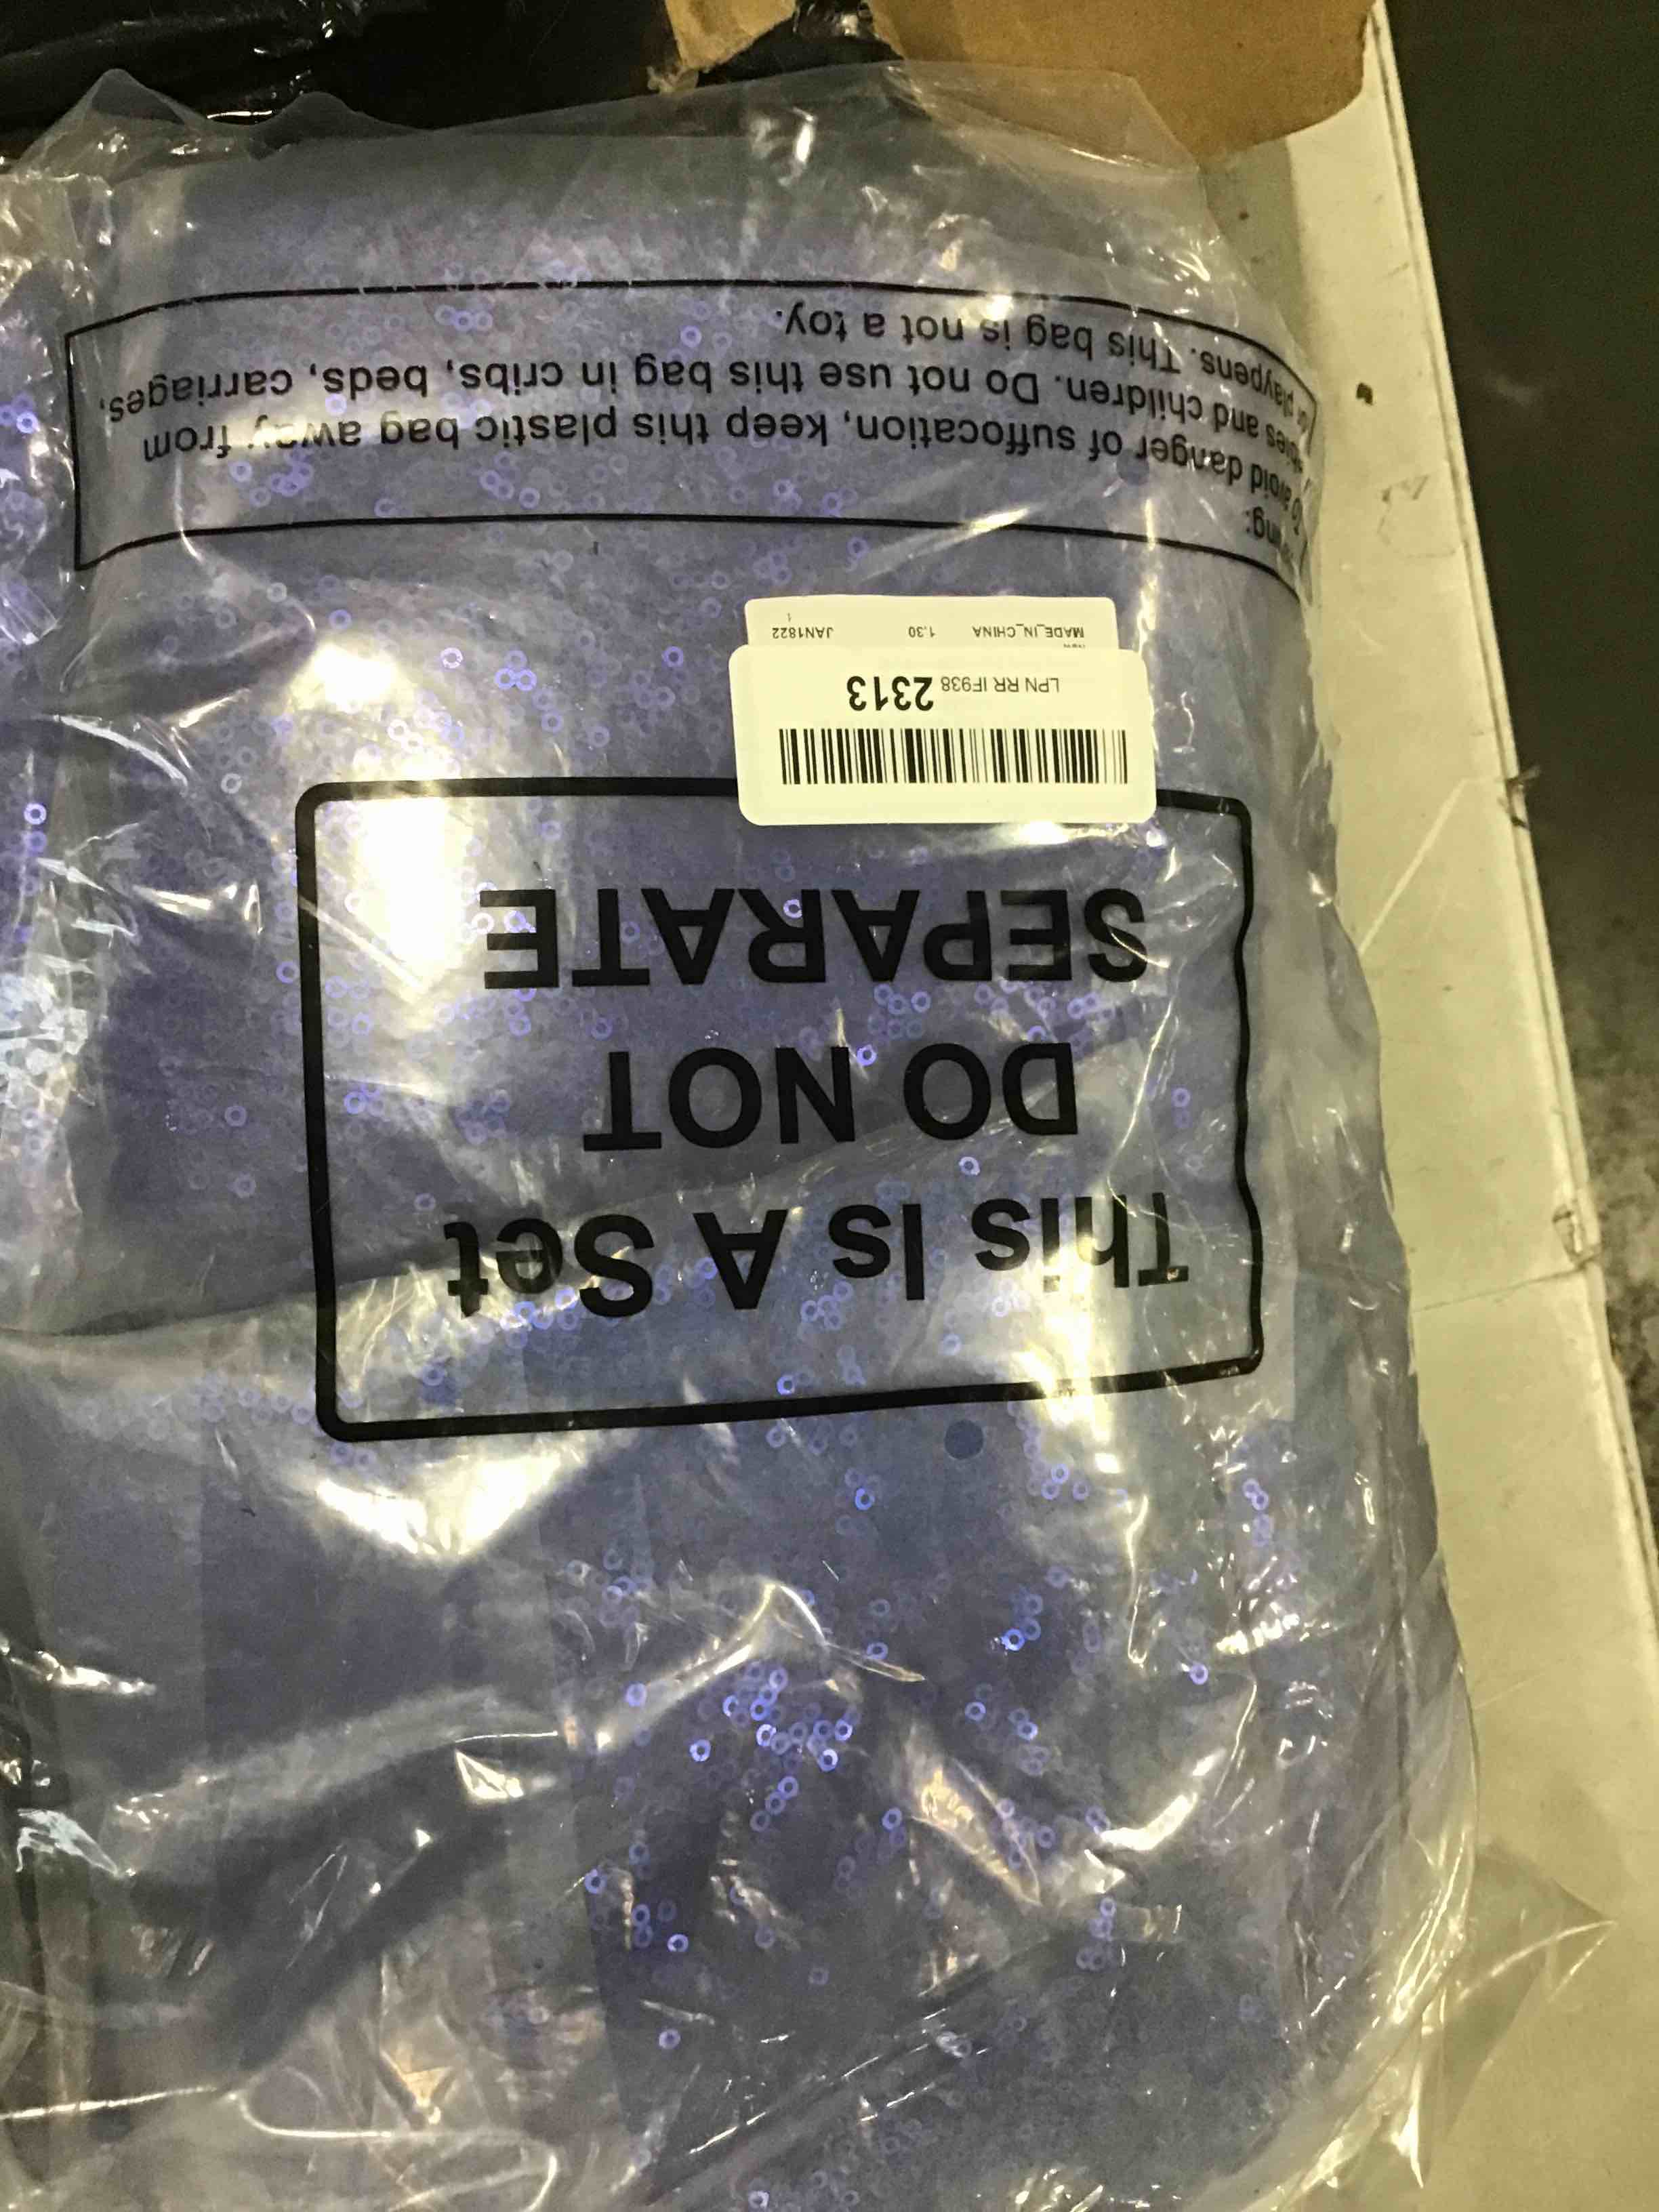 This Is A Set
DO NOT
SEPARATE
LPN RR IF938 2313
MADE_IN_CHINA 1.30 JAN1822
1
To avoid danger of suffocation, keep this plastic bag away from
babies and children. Do not use this bag in cribs, beds, carriages,
or playpens. This bag is not a toy.